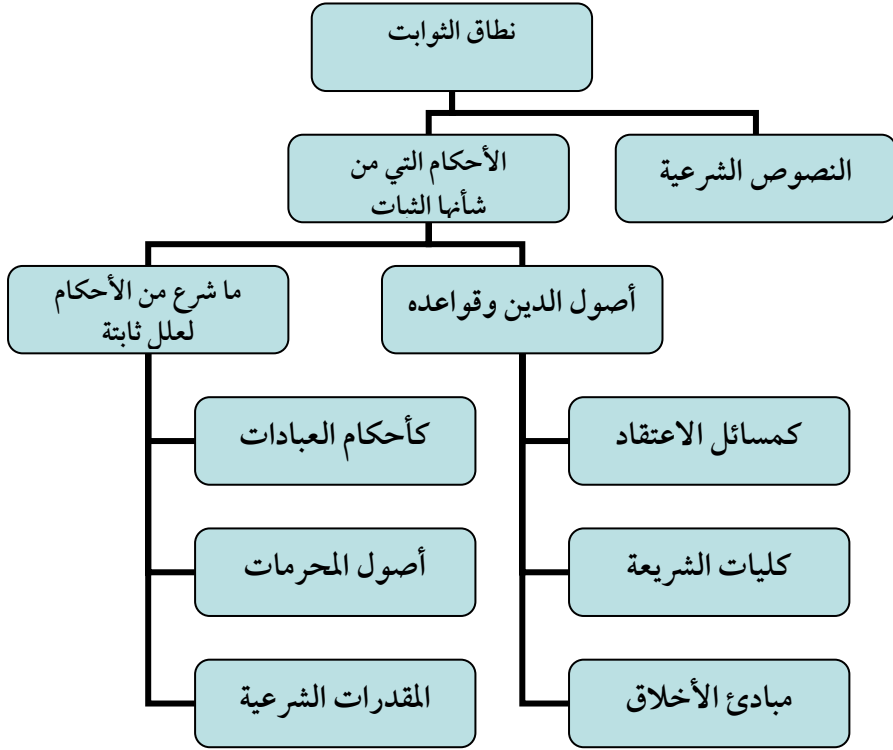 نطاق الثوابت
النصوص الشرعية
الأحكام التي من
شأنها الثبات
أصول الدين وقواعده
ما شرع من الأحكام
لعلل ثابتة
كمسائل الاعتقاد
كأحكام العبادات
كليات الشريعة
أصول المحرمات
مبادئ الأخلاق
المقدرات الشرعية